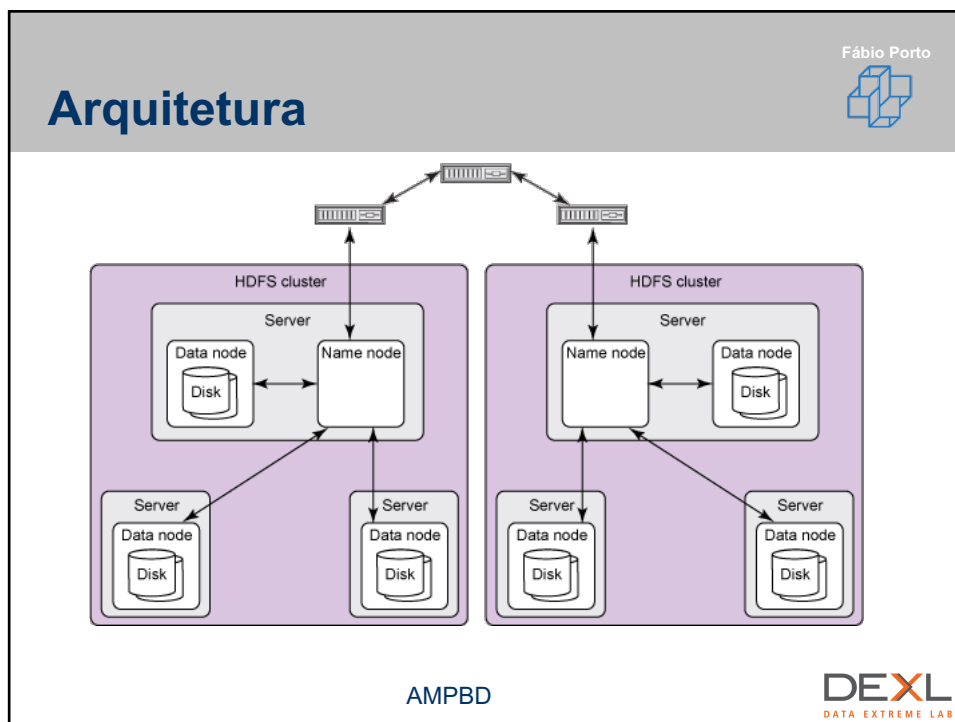 Fábio Porto
Arquitetura
HDFS cluster
Server
Data node
Disk
Name node
Server
Data node
Disk
Server
Data node
Disk
HDFS cluster
Server
Name node
Data node
Disk
Server
Data node
Disk
Server
Data node
Disk
AMPBD
DEXL
DATA EXTREME LAB